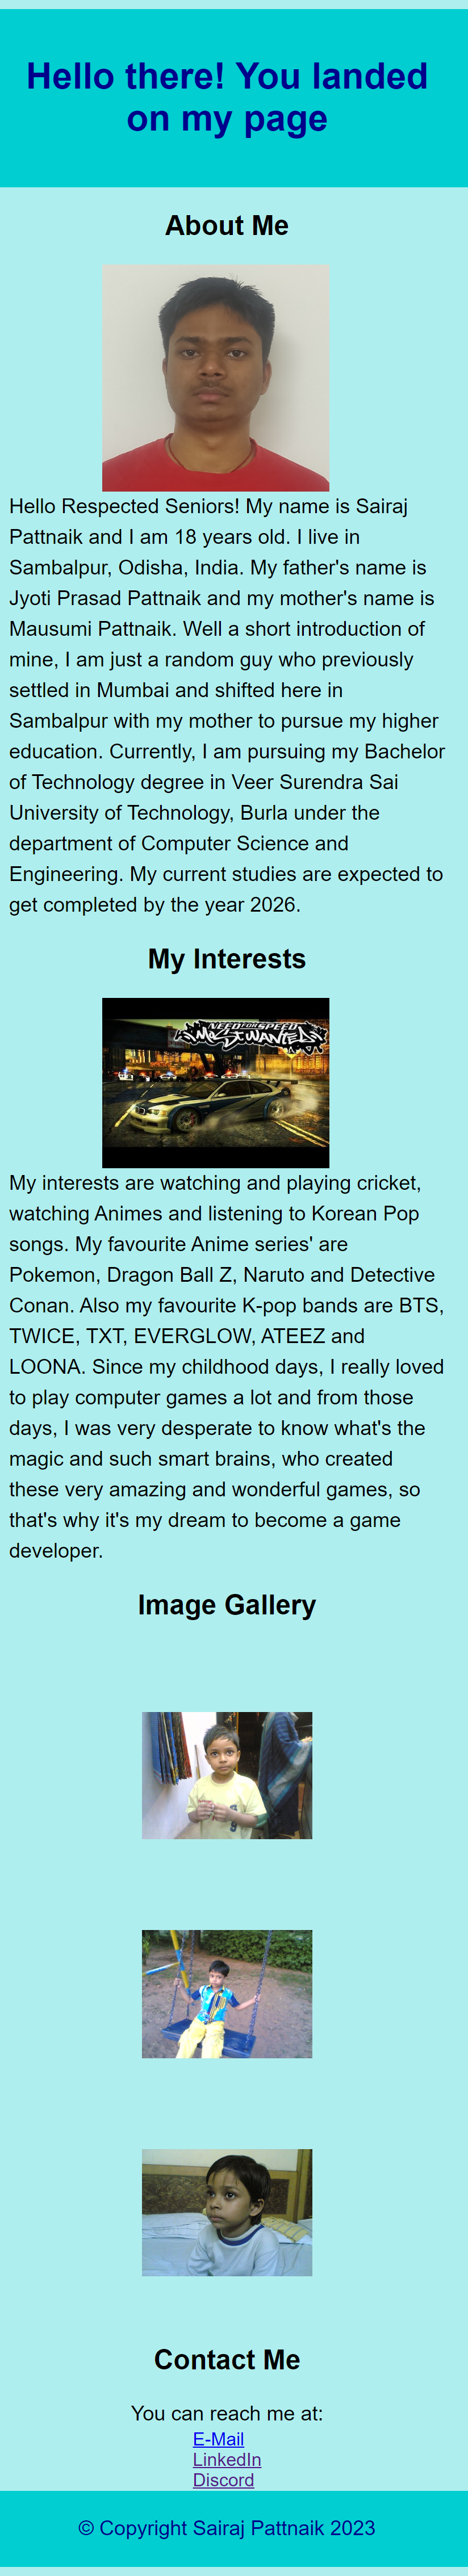 Hello there! You landed
on my page
About Me
Hello Respected Seniors! My name is Sairaj
Pattnaik and I am 18 years old. I live in
Sambalpur, Odisha, India. My father's name is
Jyoti Prasad Pattnaik and my mother's name is
Mausumi Pattnaik. Well a short introduction of
mine, I am just a random guy who previously
settled in Mumbai and shifted here in
Sambalpur with my mother to pursue my higher
education. Currently, I am pursuing my Bachelor
of Technology degree in Veer Surendra Sai
University of Technology, Burla under the
department of Computer Science and
Engineering. My current studies are expected to
get completed by the year 2026.
My Interests
NEED FOR SPEED
MOST WANTED
My interests are watching and playing cricket,
watching Animes and listening to Korean Pop
songs. My favourite Anime series' are
Pokemon, Dragon Ball Z, Naruto and Detective
Conan. Also my favourite K-pop bands are BTS,
TWICE, TXT, EVERGLOW, ATEEZ and
LOONA. Since my childhood days, I really loved
to play computer games a lot and from those
days, I was very desperate to know what's the
magic and such smart brains, who created
these very amazing and wonderful games, so
that's why it's my dream to become a game
developer.
Image Gallery
Contact Me
You can reach me at:
E-Mail
LinkedIn
Discord
© Copyright Sairaj Pattnaik 2023